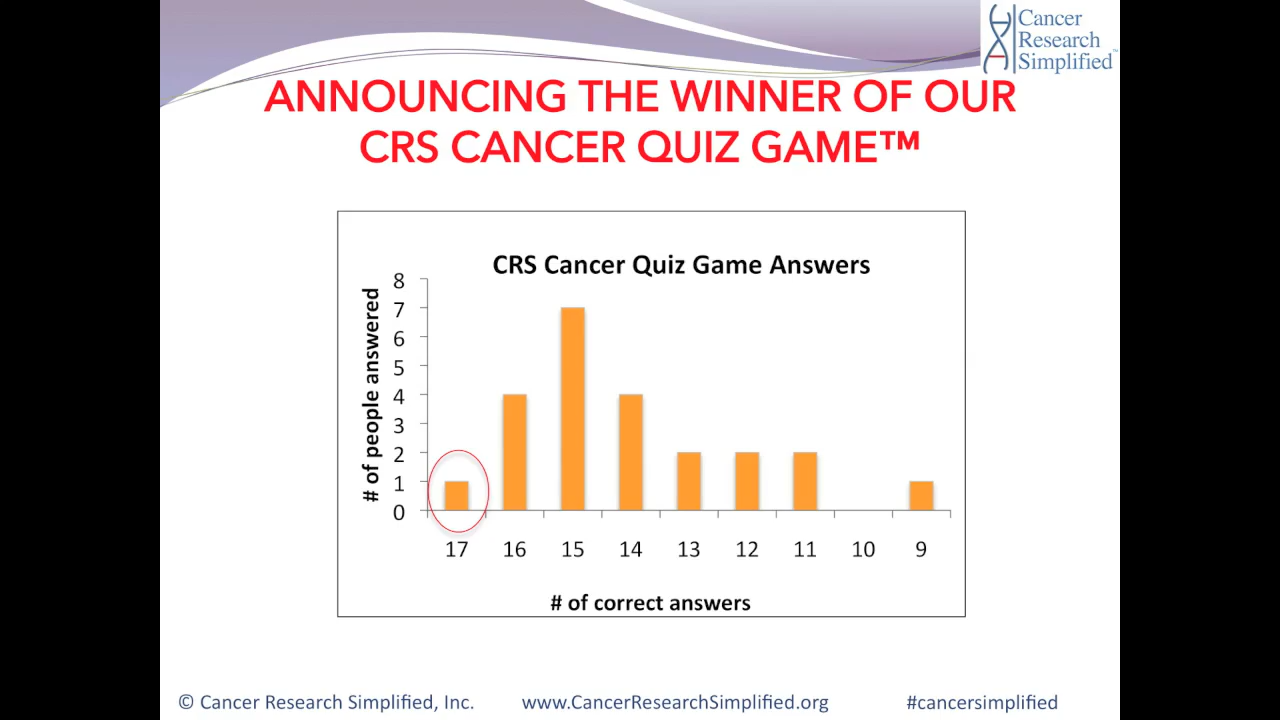 Cancer
Research
Simplified™
ANNOUNCING THE WINNER OF OUR
CRS CANCER QUIZ GAME™
CRS Cancer Quiz Game Answers
# of people answered
8
7
6
5
4
3
2
1
0
17 16 15 14 13 12 11 10 9
# of correct answers
© Cancer Research Simplified, Inc. www.CancerResearchSimplified.org #cancersimplified